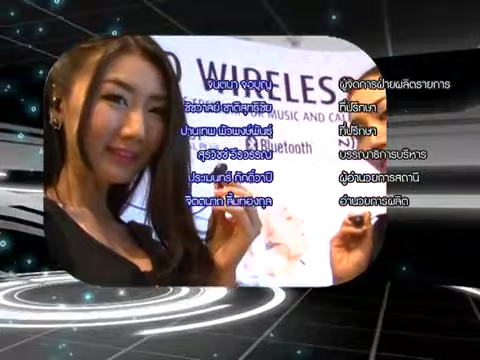 O WIRELESS
FOR MUSIC AND CAL
Bluetooth
จินตนา จอบุญ ผู้จัดการฝ่ายผลิตรายการ
ชัชวาลย์ ชาติสุทธิชัย ที่ปรึกษา
ปานเทพ พัวพงษ์พันธุ์ ที่ปรึกษา
สุรวิชช์ วีรวรรณ บรรณาธิการบริหาร
ประเมนทร์ ภักดิ์วาปี ผู้อำนวยการสถานี
จิตตนาถ ลิ้มทองกุล อำนวยการผลิต